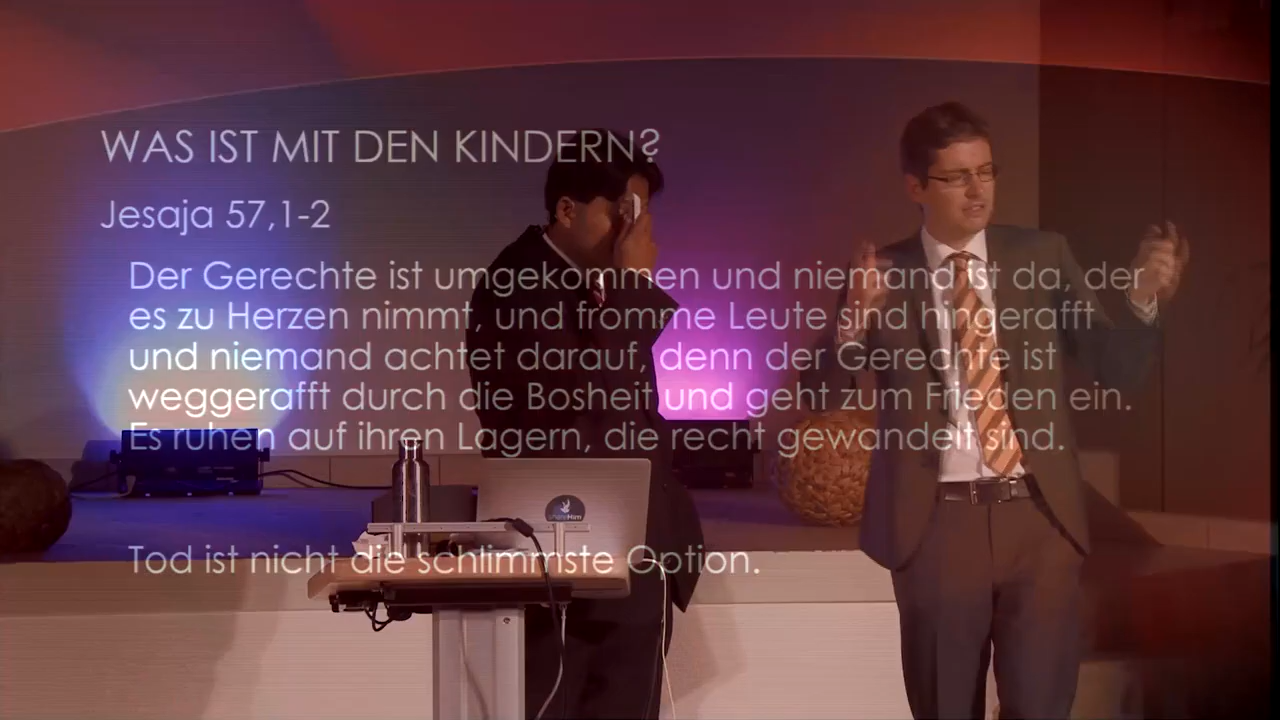 WAS IST MIT DEN KINDERN?
Jesaja 57,1-2
Der Gerechte ist umgekommen und niemand ist da, der
es zu Herzen nimmt, und fromme Leute sind hingerafft
und niemand achtet darauf, denn der Gerechte ist
weggerafft durch die Bosheit und geht zum Frieden ein.
Es ruhen auf ihren Lagern, die recht gewandelt sind.
shareHim
Tod ist nicht die schlimmste Option.